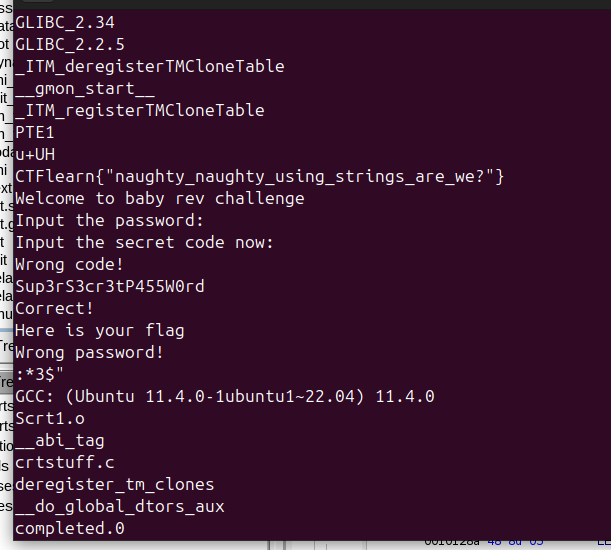 GLIBC_2.34
GLIBC_2.2.5
_ITM_deregisterTMCloneTable
__gmon_start__
_ITM_registerTMCloneTable
PTE1
u+UH
CTFlearn{"naughty_naughty_using_strings_are_we?"}
Welcome to baby rev challenge
Input the password:
Input the secret code now:
Wrong code!
Sup3rS3cr3tP455W0rd
Correct!
Here is your flag
Wrong password!
:*3$"
GCC: (Ubuntu 11.4.0-1ubuntu1~22.04) 11.4.0
Scrt1.o
__abi_tag
crtstuff.c
deregister_tm_clones
__do_global_dtors_aux
completed.0